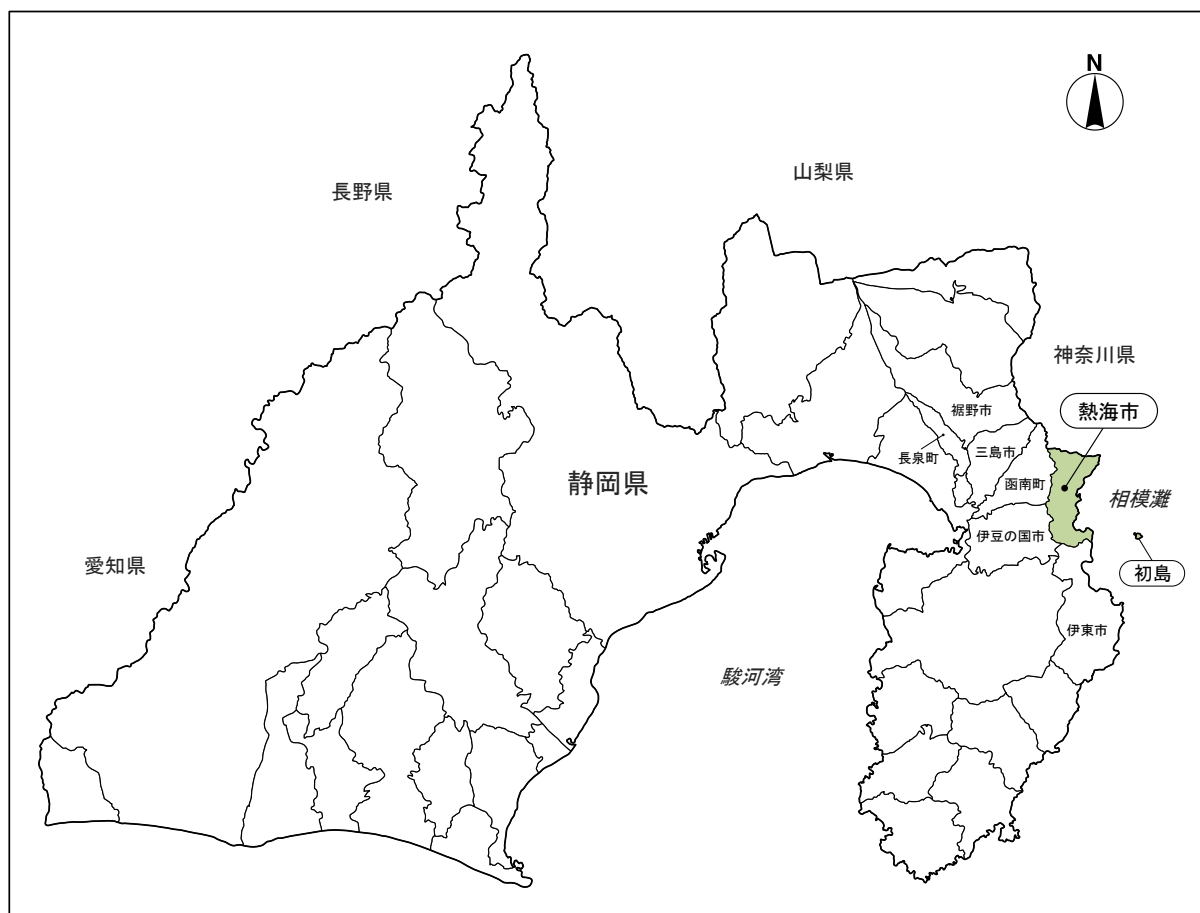 N
山梨県
長野県
神奈川県
裾野市
熱海市
三島市
長泉町
静岡県
函南町
相模灘
伊豆の国市
愛知県
初島
伊東市
駿河湾